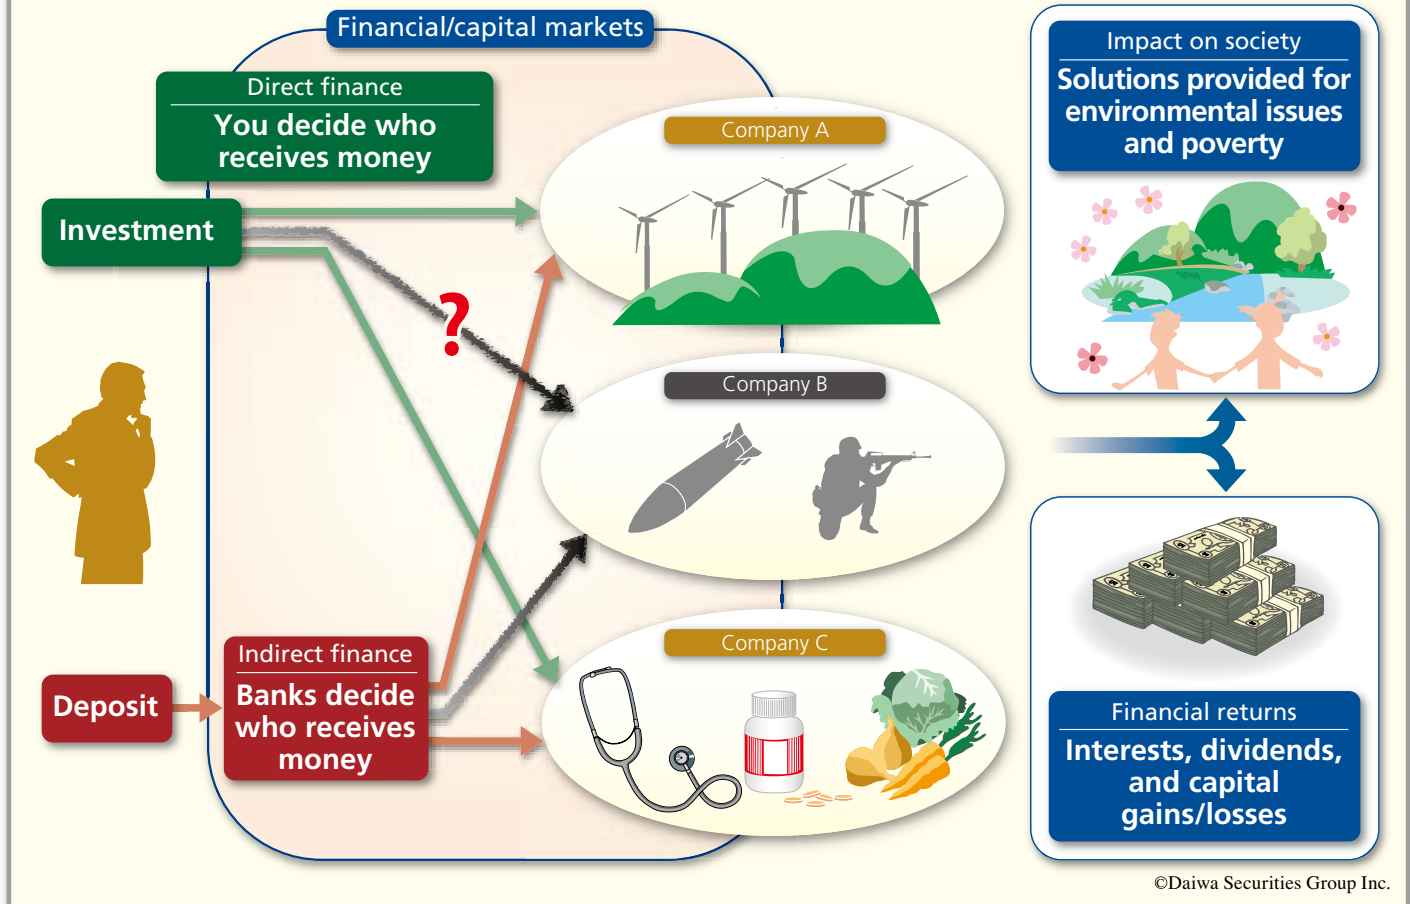 Financial/capital markets
Direct finance
You decide who
receives money
Investment
?
Deposit
Indirect finance
Banks decide
who receives
money
Company A
Company B
Company C
Impact on society
Solutions provided for
environmental issues
and poverty
Financial returns
Interests, dividends,
and capital
gains/losses
©Daiwa Securities Group Inc.